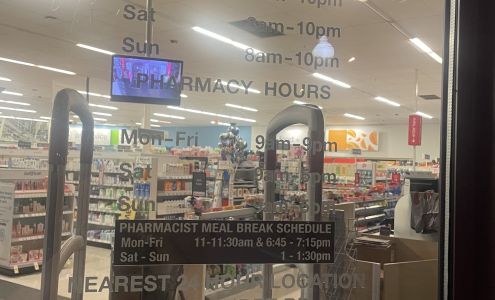 Sat 8am-10pm
Sun 8am-10pm
PHARMACY HOURS
Mon-Fri 9am-9pm
Sat
Sun
PHARMACIST MEAL BREAK SCHEDULE
Mon-Fri 11-11:30am & 6:45 - 7:15pm
Sat - Sun 1 - 1:30pm
NEAREST 24 HOUR LOCATION